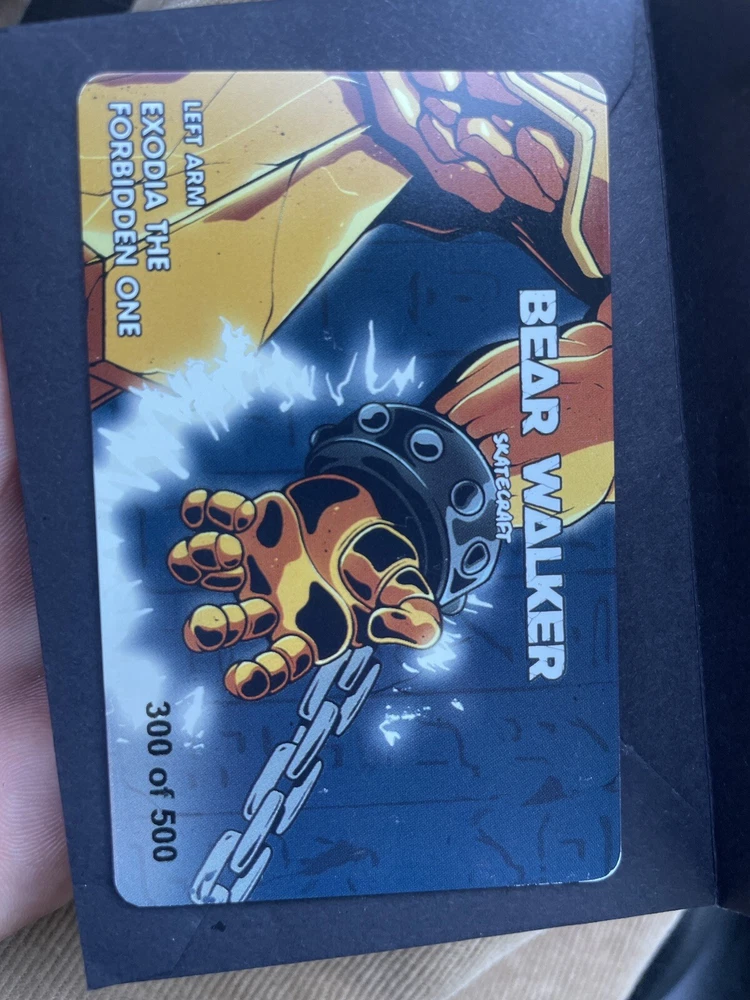 BEAR WALKER
SKATECRAFT
LEFT ARM
EXODIA THE
FORBIDDEN ONE
300 of 500